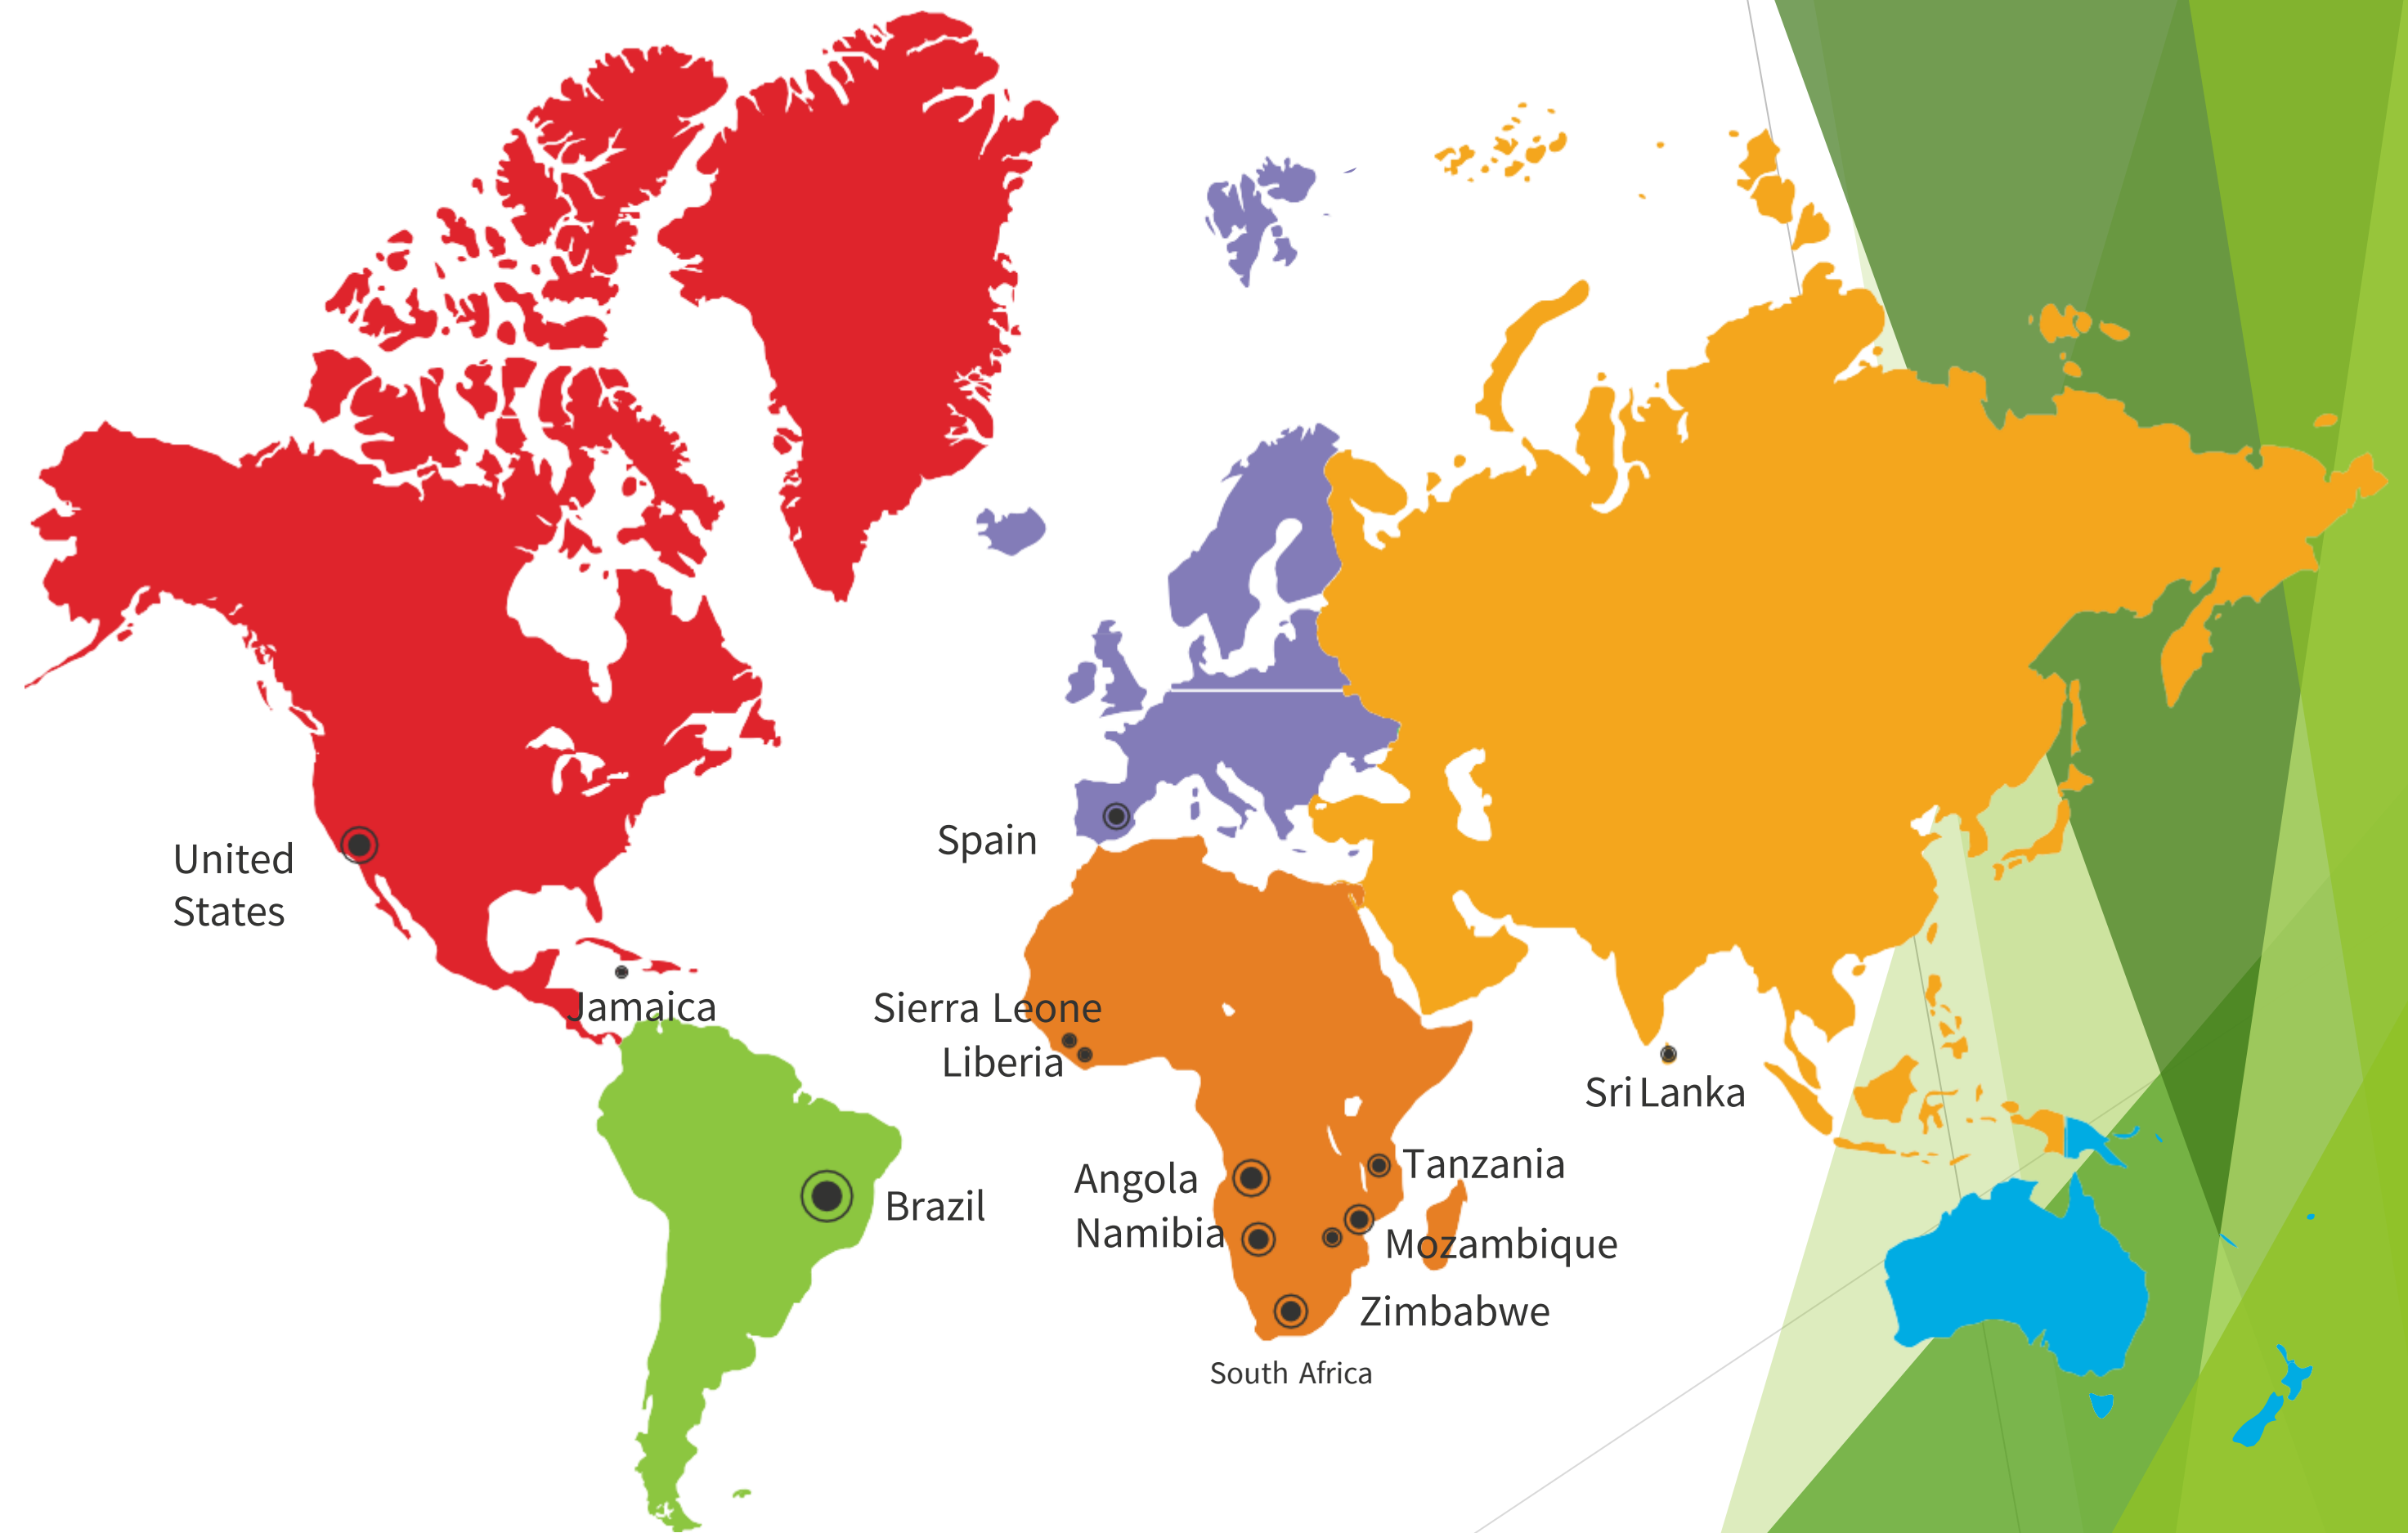 Spain
United
States
Jamaica
Sierra Leone
Liberia
Sri Lanka
Angola
Tanzania
Brazil
Namibia
Mozambique
Zimbabwe
South Africa